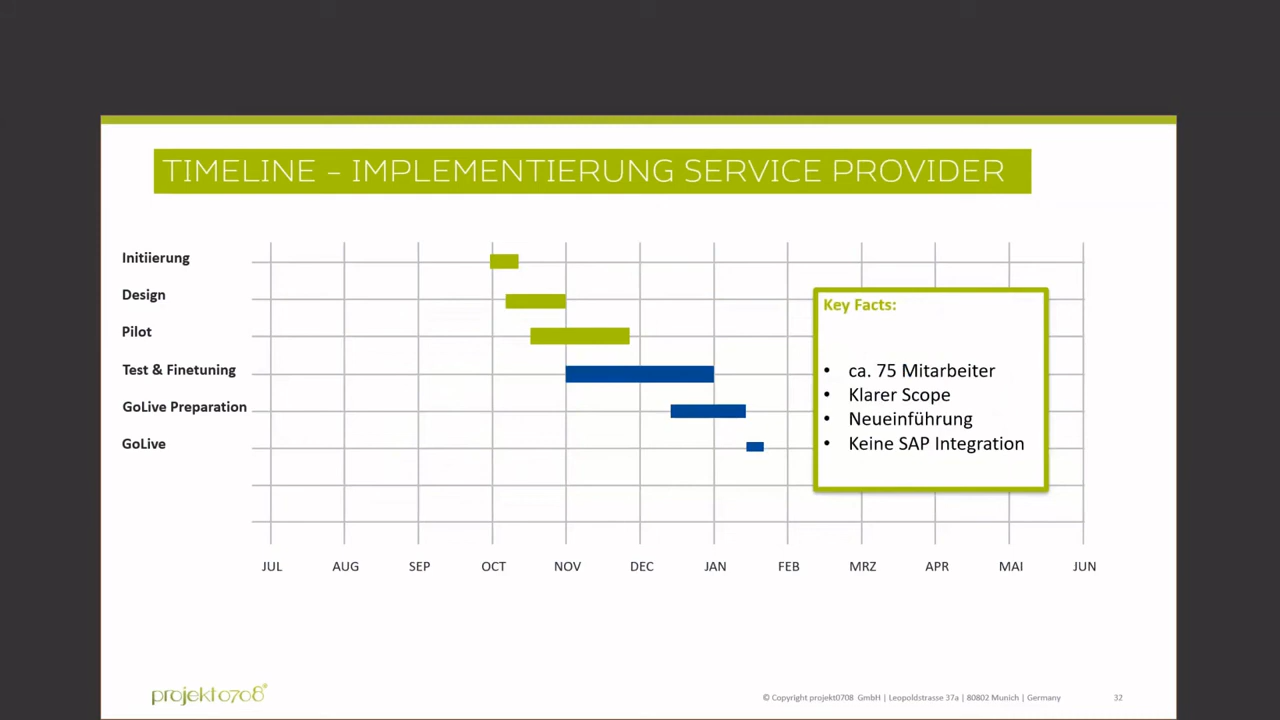 TIMELINE – IMPLEMENTIERUNG SERVICE PROVIDER
Initiierung
Design
Pilot
Test & Finetuning
GoLive Preparation
GoLive
Key Facts:
• ca. 75 Mitarbeiter
• Klarer Scope
• Neueinführung
• Keine SAP Integration
JUL AUG SEP OCT NOV DEC JAN FEB MRZ APR MAI JUN
projekt0708®
© Copyright projekt0708 GmbH | Leopoldstrasse 37a | 80802 Munich | Germany 32